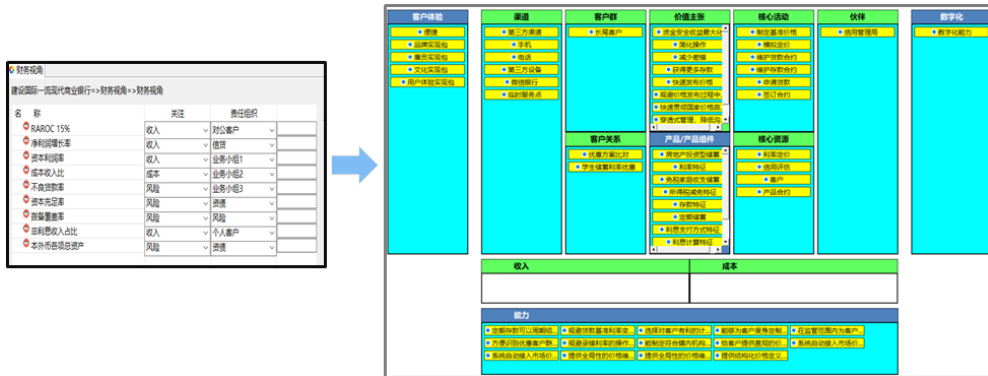 财务视角
建设国际一流现代商业银行=>财务视角=>财务视角
名 称 关注 责任组织
RAROC 15% 收入 对公客户
净利润增长率 收入 信贷
资本利润率 收入 业务小组1
成本收入比 成本 业务小组2
不良贷款率 风险 业务小组3
资本充足率 风险 资债
拨备覆盖率 风险 风险
非利息收入占比 收入 个人客户
本外币各项总资产 风险 资债
客户体验
便捷
品牌实现包
雇员实现包
文化实现包
用户体验实现包
渠道
第三方渠道
手机
电话
第三方设备
微信银行
临时服务点
客户群
长尾客户
客户关系
优惠方案比对
学生储蓄利率优惠
价值主张
资金安全收益最大化
简化操作
减少差错
获得更多存款
快速发布价格
规避价格发布过程中.
快速贯彻国家价格政.
穿透式管理，降低沟.
产品/产品组件
房地产投资型储蓄
利率特征
免税家庭收支储蓄
所得税减免特征
存款特征
定期储蓄
利息支付方式特征
利息计算特征
核心活动
制定基准价格
模拟定价
维护贷款合约
维护存款合约
申请贷款
签订合约
核心资源
利率定价
信用评估
客户
产品合约
伙伴
信用管理局
数字化
数字化能力
收入 成本
能力
定期存款可以周期结... 规避贷款基准利率变... 选择对客户有利的计... 能够为客户度身定制... 在监管范围内为客户...
方便识别优惠客户群... 规避录错利率的操作... 能制定符合辖内机构... 给客户提供直观的价... 系统自动接入市场价...
系统自动接入市场价... 提供全局性的价格维... 提供全局性的价格维... 提供结构化价格定义...